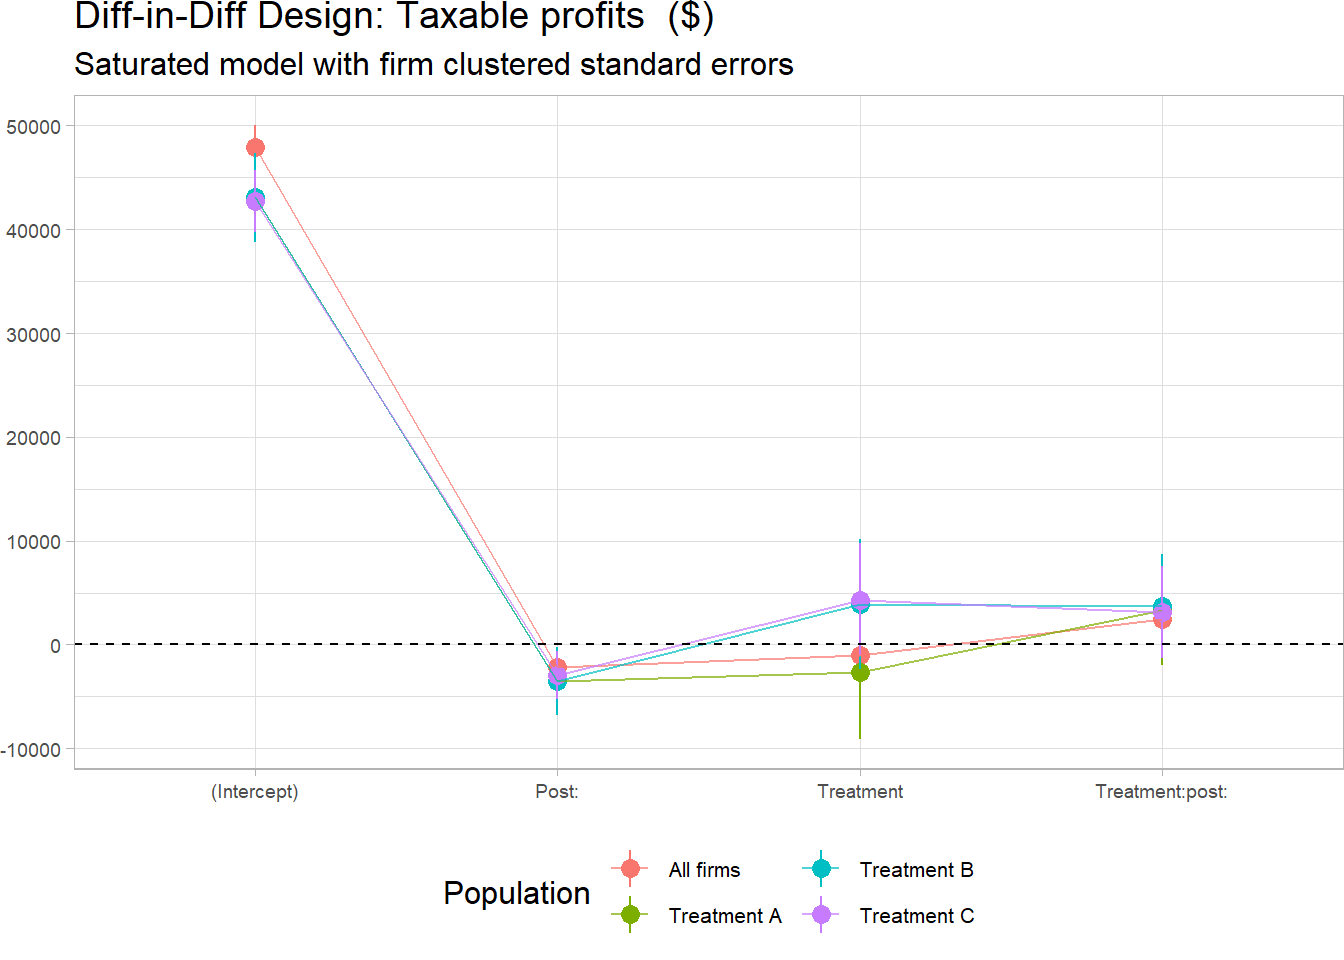 Diff-in-Diff Design: Taxable profits  ($)
Saturated model with firm clustered standard errors
50000
40000
30000
20000
10000
0
-10000
(Intercept) Post: Treatment Treatment:post:
Population
All firms
Treatment A
Treatment B
Treatment C